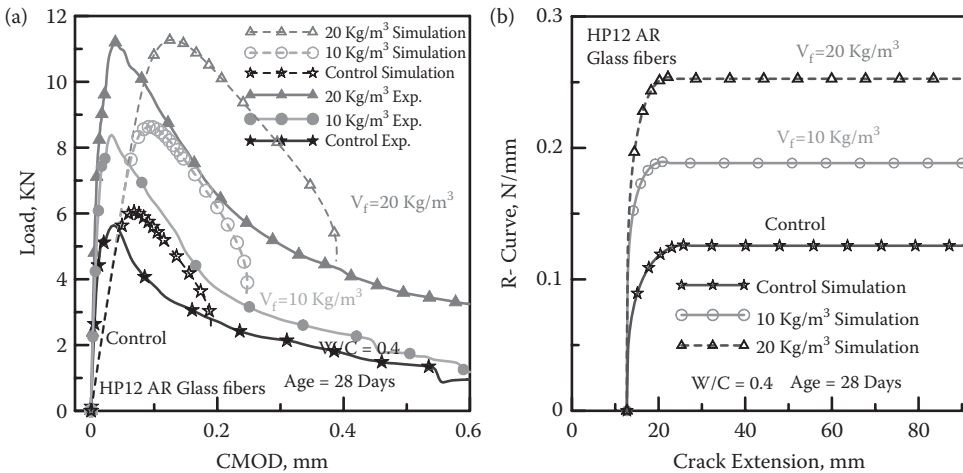 (a)
12
11
10
8
6
4
2
0
Load, KN
20 Kg/m³ Simulation
10 Kg/m³ Simulation
Control Simulation
20 Kg/m³ Exp.
10 Kg/m³ Exp.
Control Exp.
V_f=20 Kg/m³
V_f=10 Kg/m³
Control
W/C = 0.4
HP12 AR Glass fibers
Age = 28 Days
0
0.2
0.4
0.6
CMOD, mm
(b)
0.3
0.2
0.1
0
R- Curve, N/mm
HP12 AR
Glass fibers
V_f=20 Kg/m³
V_f=10 Kg/m³
Control
Control Simulation
10 Kg/m³ Simulation
20 Kg/m³ Simulation
W/C = 0.4 Age = 28 Days
0
20
40
60
80
Crack Extension, mm